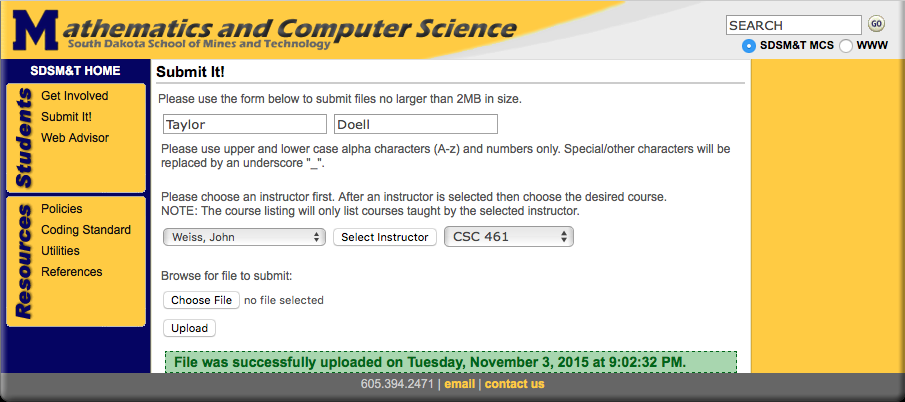 Mathematics and Computer Science
South Dakota School of Mines and Technology
SEARCH
GO
SDSM&T MCS WWW
SDSM&T HOME
Students
Get Involved
Submit It!
Web Advisor
Resources
Policies
Coding Standard
Utilities
References
Submit It!
Please use the form below to submit files no larger than 2MB in size.
Taylor Doell
Please use upper and lower case alpha characters (A-z) and numbers only. Special/other characters will be
replaced by an underscore "_".
Please choose an instructor first. After an instructor is selected then choose the desired course.
NOTE: The course listing will only list courses taught by the selected instructor.
Weiss, John Select Instructor CSC 461
Browse for file to submit:
Choose File no file selected
Upload
File was successfully uploaded on Tuesday, November 3, 2015 at 9:02:32 PM.
605.394.2471 | email | contact us